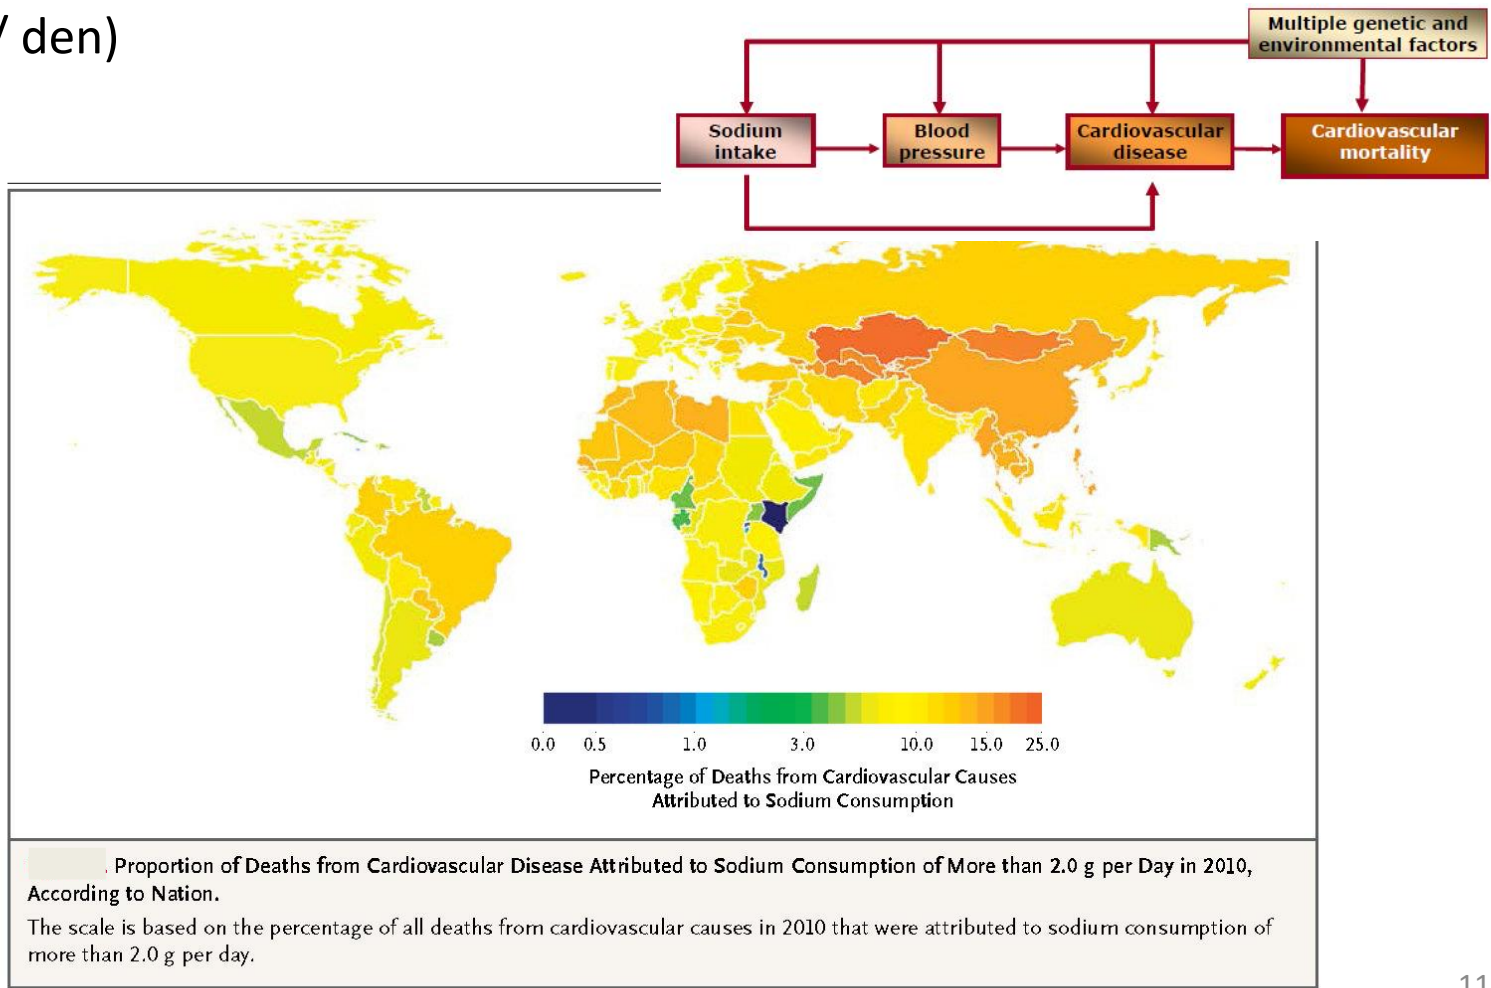 / den)
Multiple genetic and
environmental factors
Sodium
intake
Blood
pressure
Cardiovascular
disease
Cardiovascular
mortality
0.0 0.5 1.0 3.0 10.0 15.0 25.0
Percentage of Deaths from Cardiovascular Causes
Attributed to Sodium Consumption
. Proportion of Deaths from Cardiovascular Disease Attributed to Sodium Consumption of More than 2.0 g per Day in 2010,
According to Nation.
The scale is based on the percentage of all deaths from cardiovascular causes in 2010 that were attributed to sodium consumption of
more than 2.0 g per day.
11